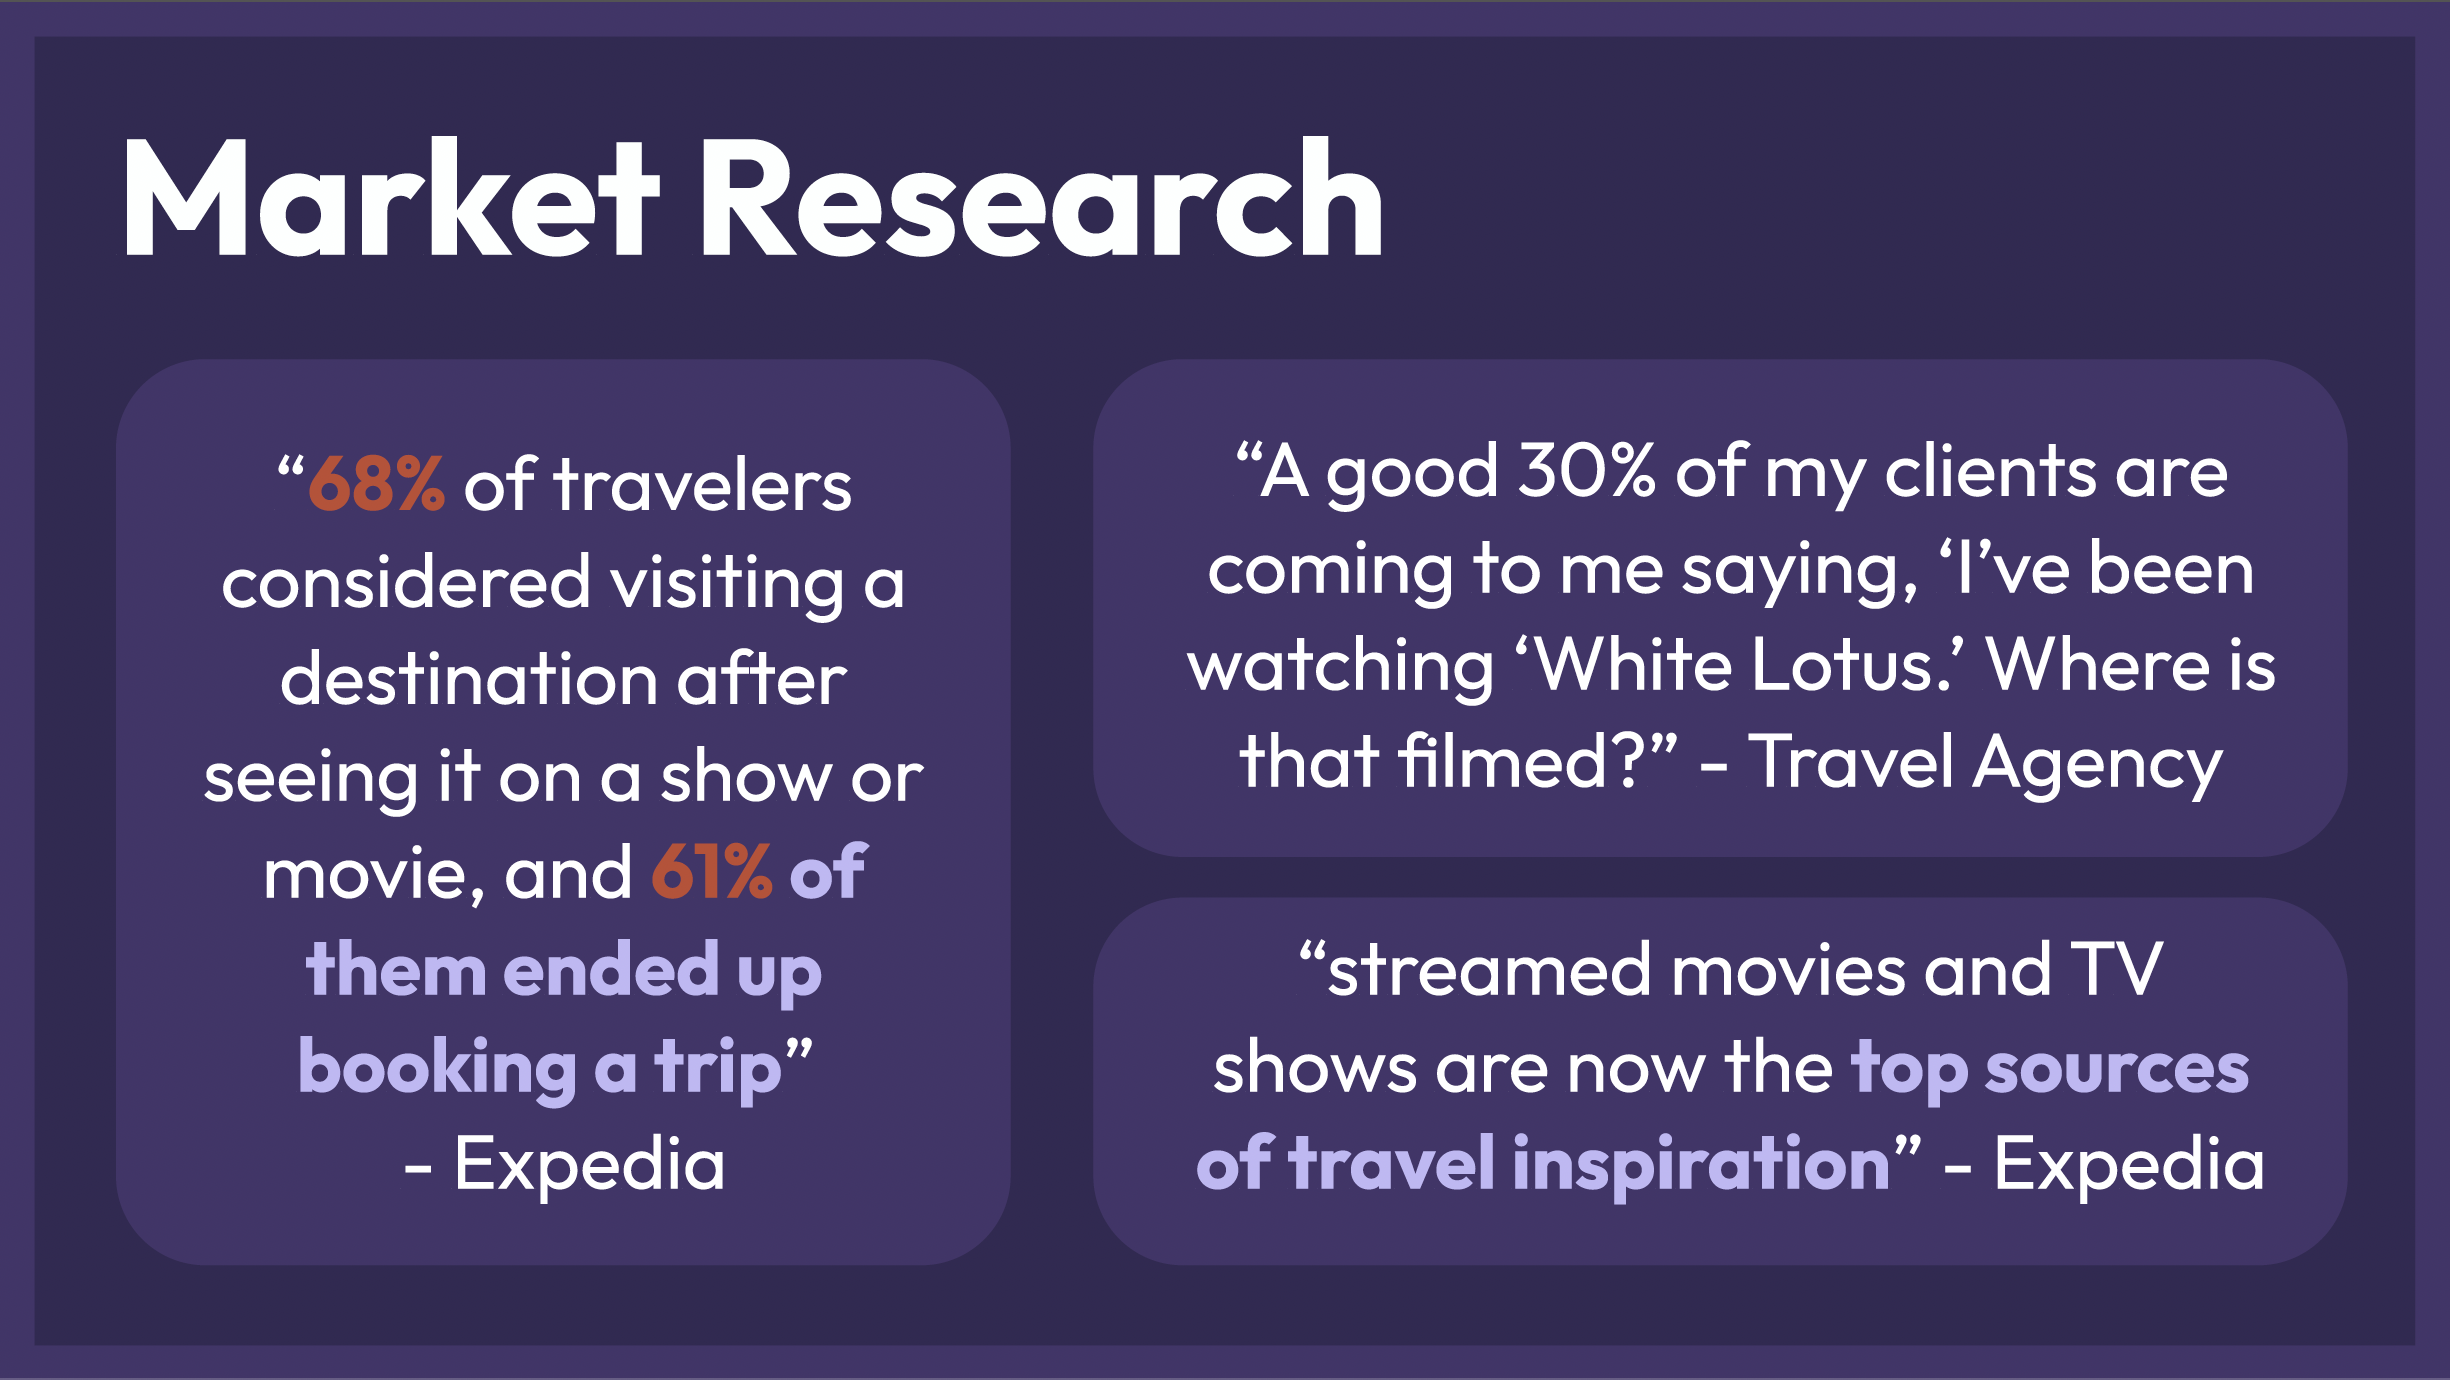 Market Research
“68% of travelers
considered visiting a
destination after
seeing it on a show or
movie, and 61% of
them ended up
booking a trip”
- Expedia
“A good 30% of my clients are
coming to me saying, ‘I’ve been
watching ‘White Lotus.’ Where is
that filmed?” - Travel Agency
“streamed movies and TV
shows are now the top sources
of travel inspiration” - Expedia